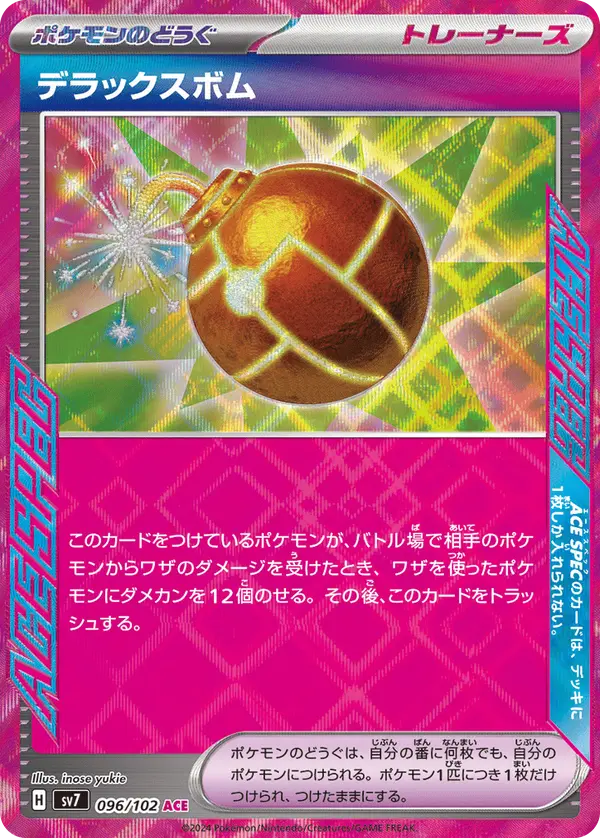 ポケモンのどうぐ トレーナーズ
デラックスボム
ACE SPEC
ACE SPEC
このカードをつけているポケモンが、バトル場で相手のポケ
モンからワザのダメージを受けたとき、ワザを使ったポケ
モンにダメカンを12個のせる。その後、このカードをトラッ
シュする。
ACE SPECのカードは、デッキに
1枚しか入れられない。
ポケモンのどうぐは、自分の番に何枚でも、自分の
ポケモンにつけられる。ポケモン1匹につき1枚だけ
つけられ、つけたままにする。
Illus. inose yukie
H sv7 096/102 ACE
©2024 Pokémon/Nintendo/Creatures/GAME FREAK